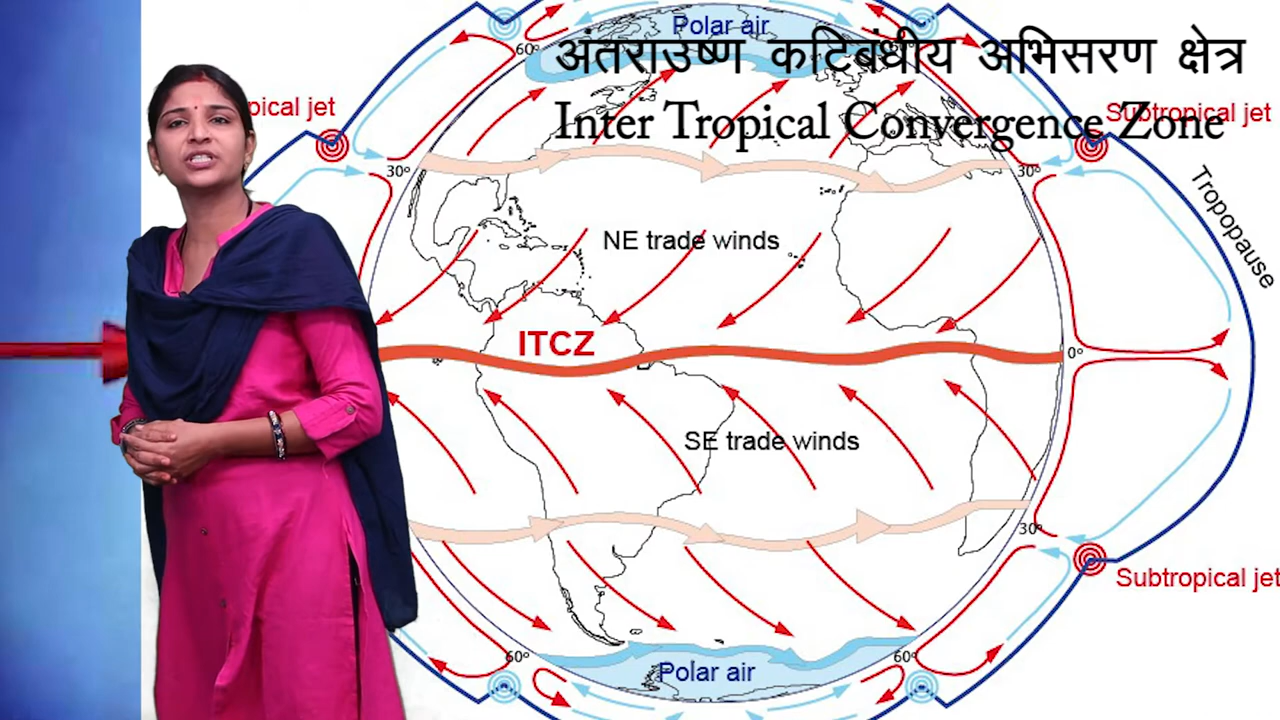 Polar air
अंतराउष्ण कटिबंधीय अभिसरण क्षेत्र
60°
pical jet
Subtropical jet
Inter Tropical Convergence Zone
30°
30°
Tropopause
NE trade winds
ITCZ
0°
SE trade winds
30°
Subtropical jet
60°
60°
Polar air